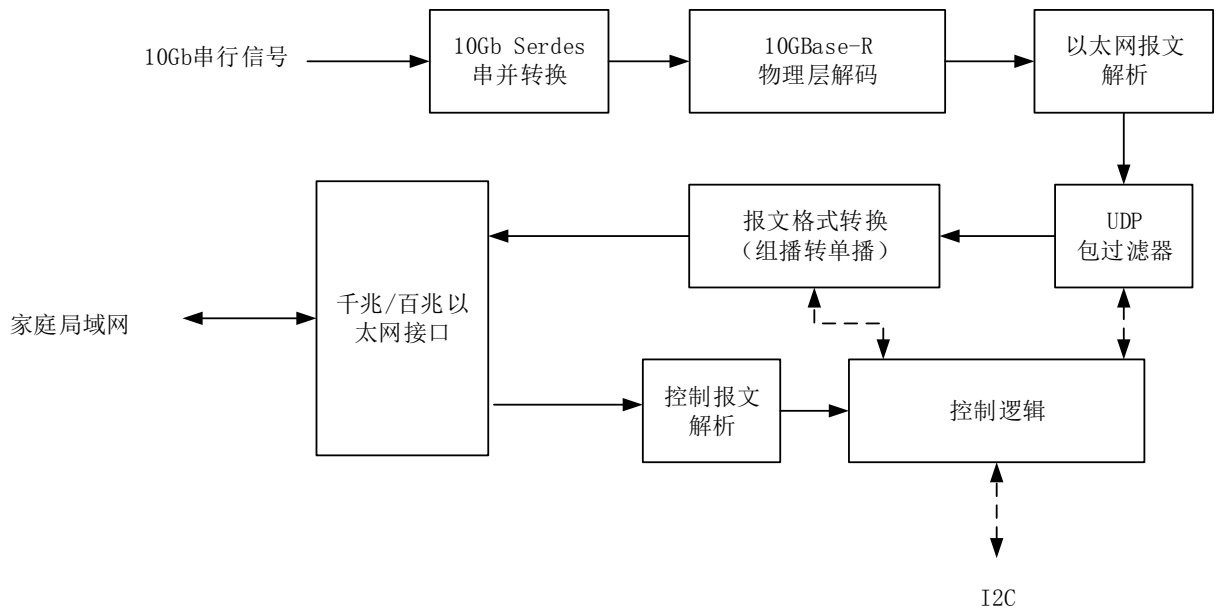 10Gb串行信号
10Gb Serdes
串并转换
10GBase-R
物理层解码
以太网报文
解析
报文格式转换
（组播转单播）
UDP
包过滤器
千兆/百兆以
太网接口
家庭局域网
控制报文
解析
控制逻辑
I2C